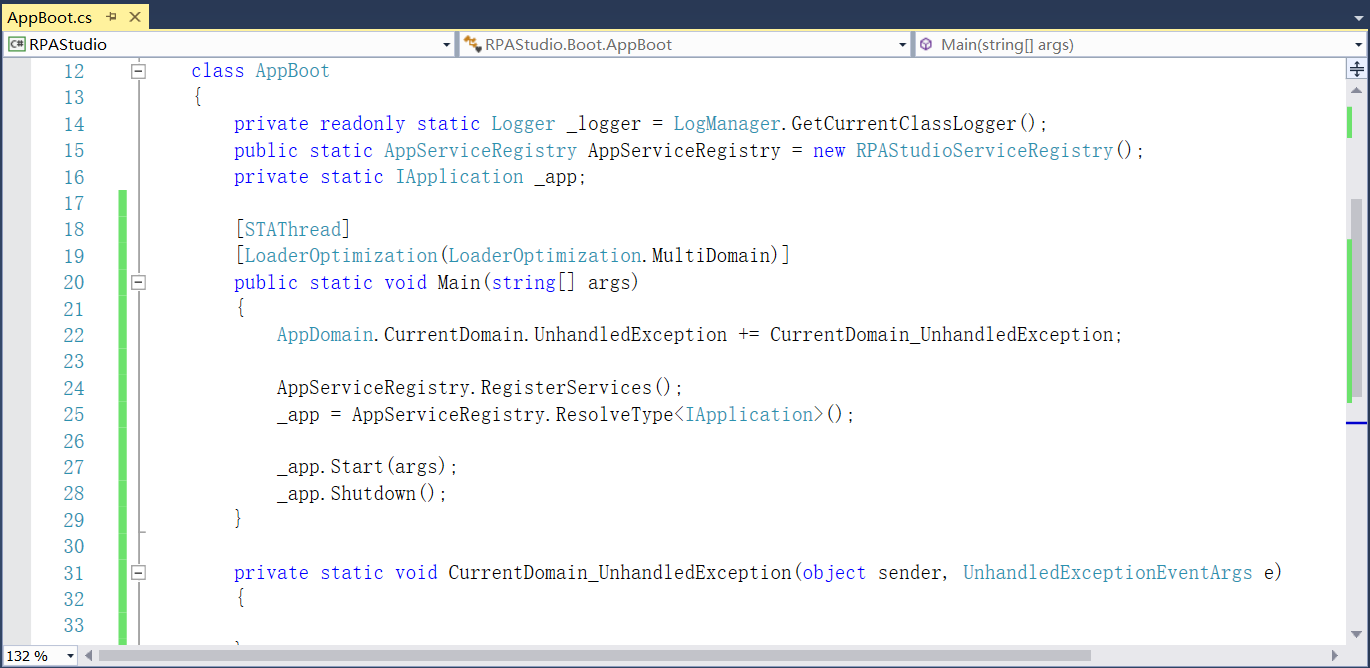 AppBoot.cs
C# RPAStudio
RPAStudio.Boot.AppBoot
Main(string[] args)
12 class AppBoot
13 {
14 private readonly static Logger _logger = LogManager.GetCurrentClassLogger();
15 public static AppServiceRegistry AppServiceRegistry = new RPAStudioServiceRegistry();
16 private static IApplication _app;
17
18 [STAThread]
19 [LoaderOptimization(LoaderOptimization.MultiDomain)]
20 public static void Main(string[] args)
21 {
22 AppDomain.CurrentDomain.UnhandledException += CurrentDomain_UnhandledException;
23
24 AppServiceRegistry.RegisterServices();
25 _app = AppServiceRegistry.ResolveType<IApplication>();
26
27 _app.Start(args);
28 _app.Shutdown();
29 }
30
31 private static void CurrentDomain_UnhandledException(object sender, UnhandledExceptionEventArgs e)
32 {
33
132 %